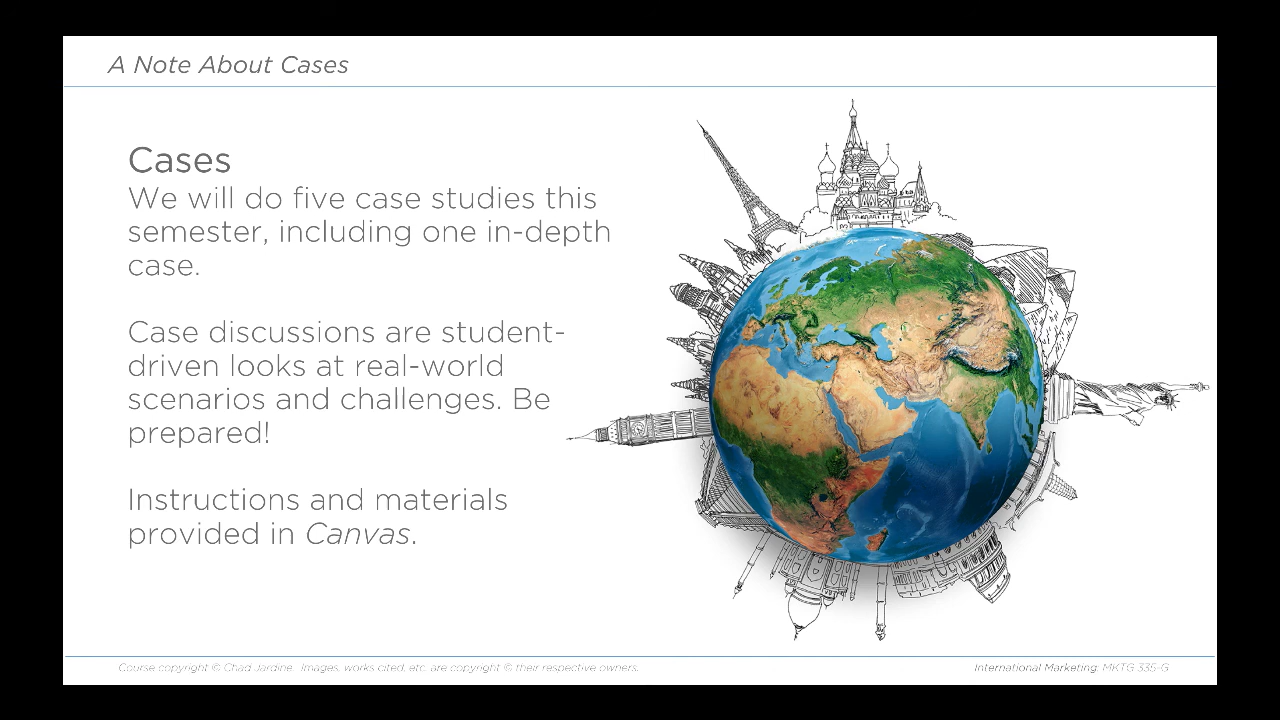 A Note About Cases
Cases
We will do five case studies this
semester, including one in-depth
case.
Case discussions are student-
driven looks at real-world
scenarios and challenges. Be
prepared!
Instructions and materials
provided in Canvas.
Course copyright © Chad Jardine. Images, works cited, etc. are copyright © their respective owners.
International Marketing: MKTG 335-G